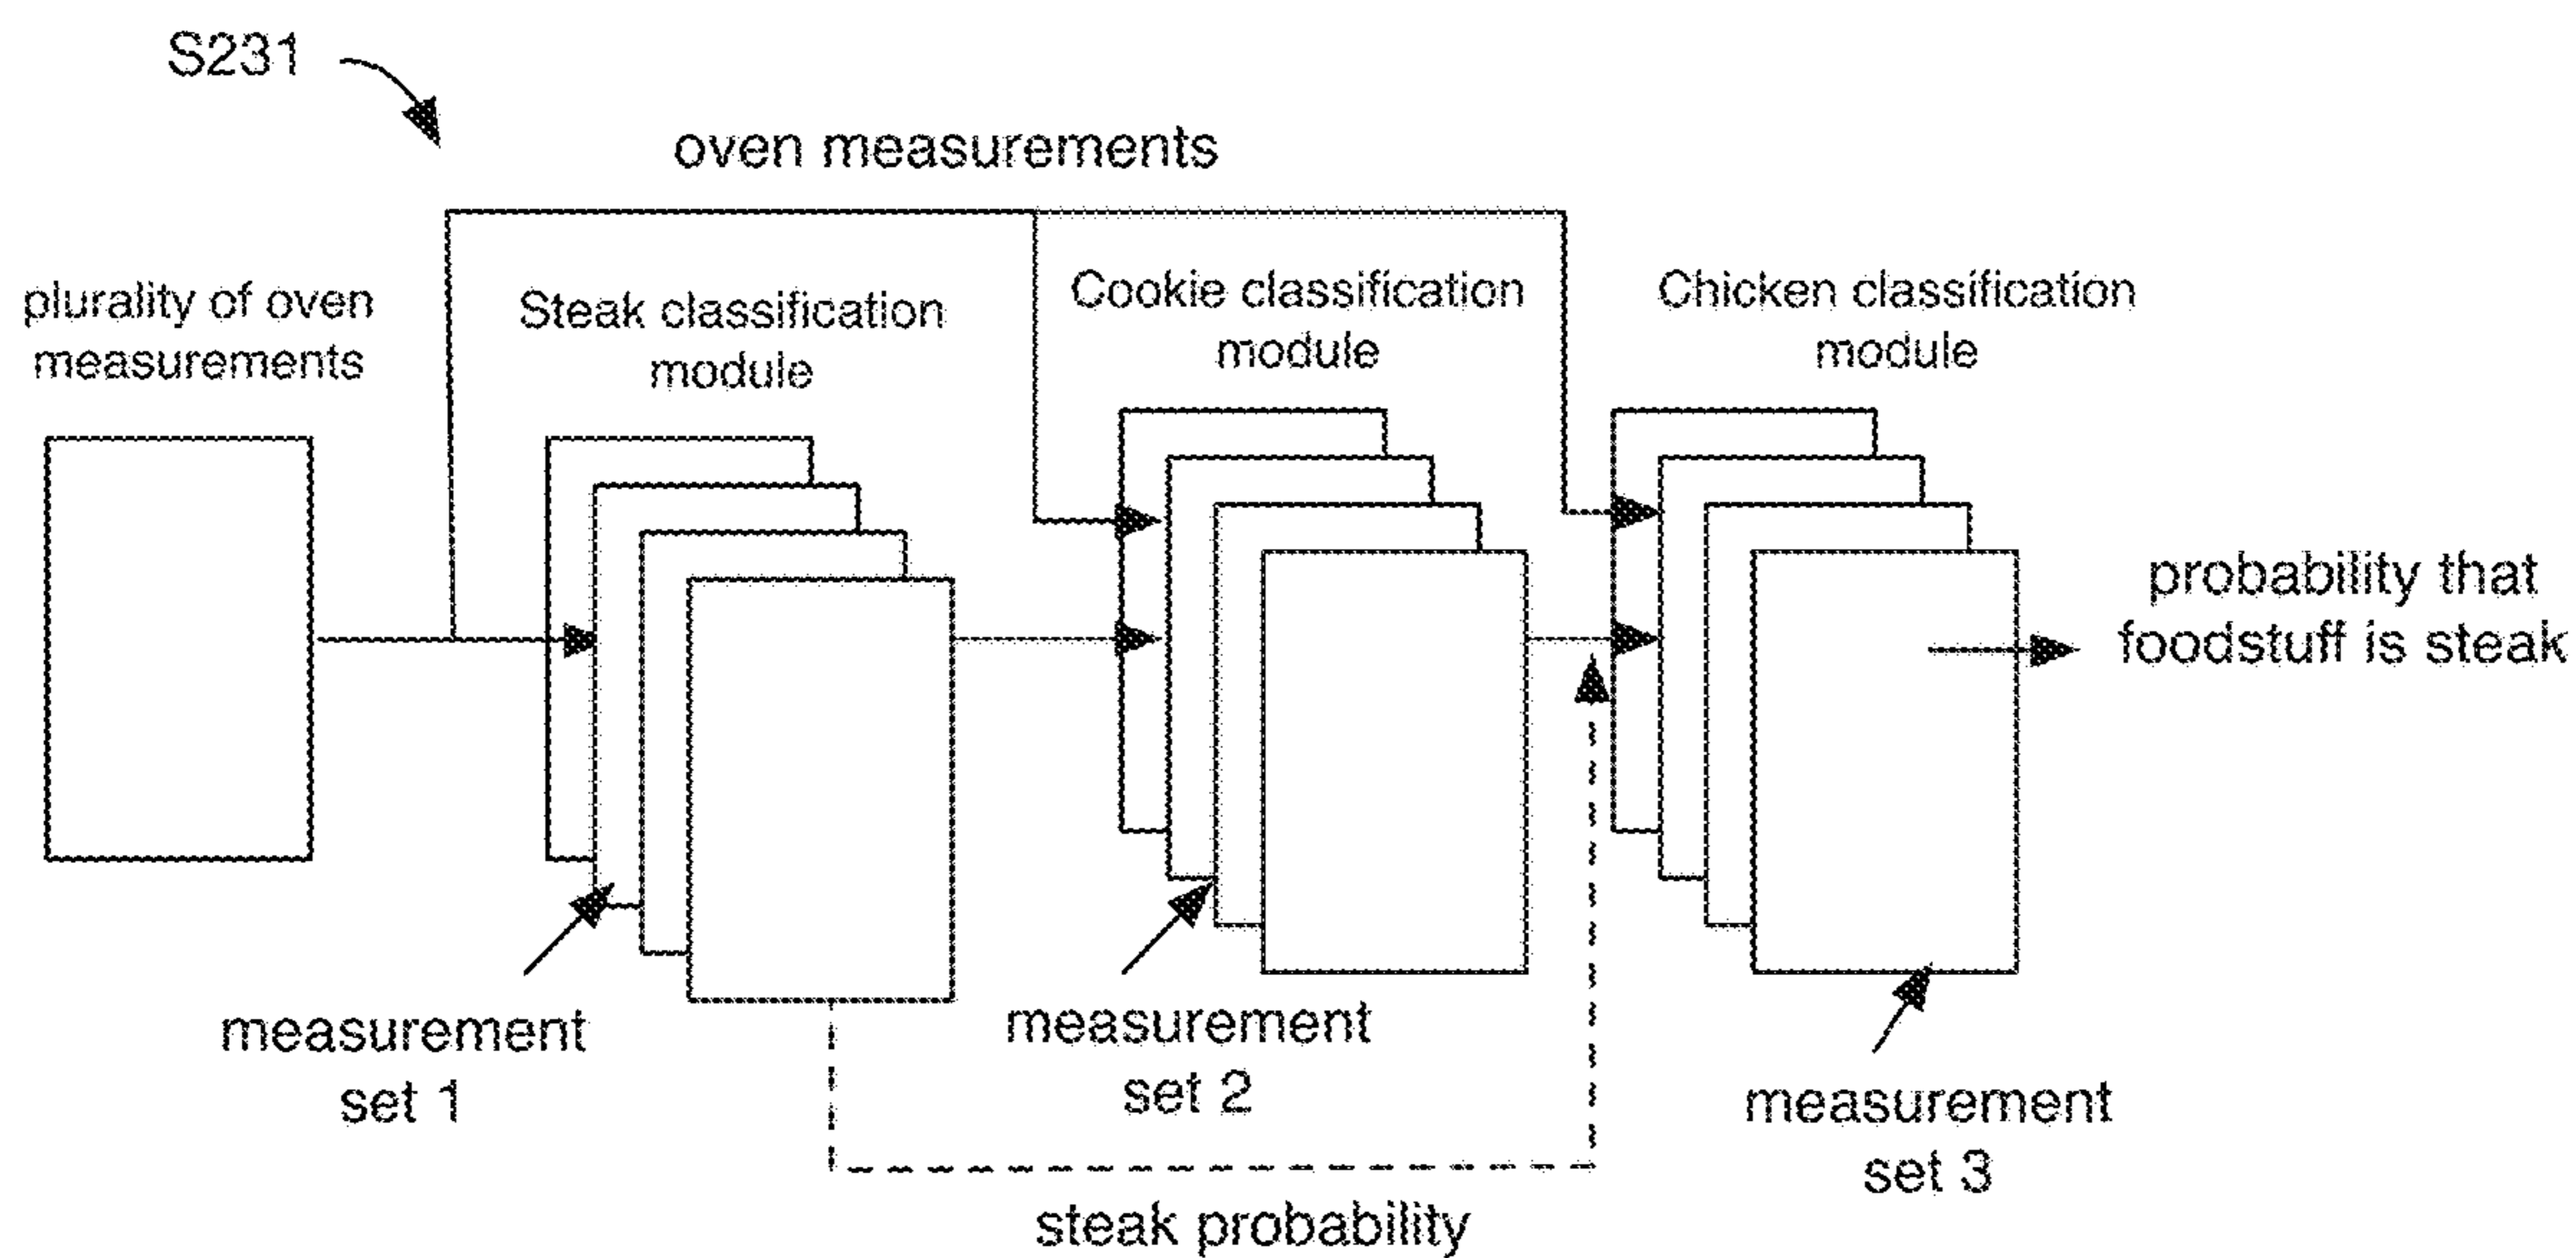 S231
oven measurements
plurality of oven
measurements
Steak classification
module
Cookie classification
module
Chicken classification
module
probability that
foodstuff is steak
measurement
set 1
measurement
set 2
measurement
set 3
steak probability